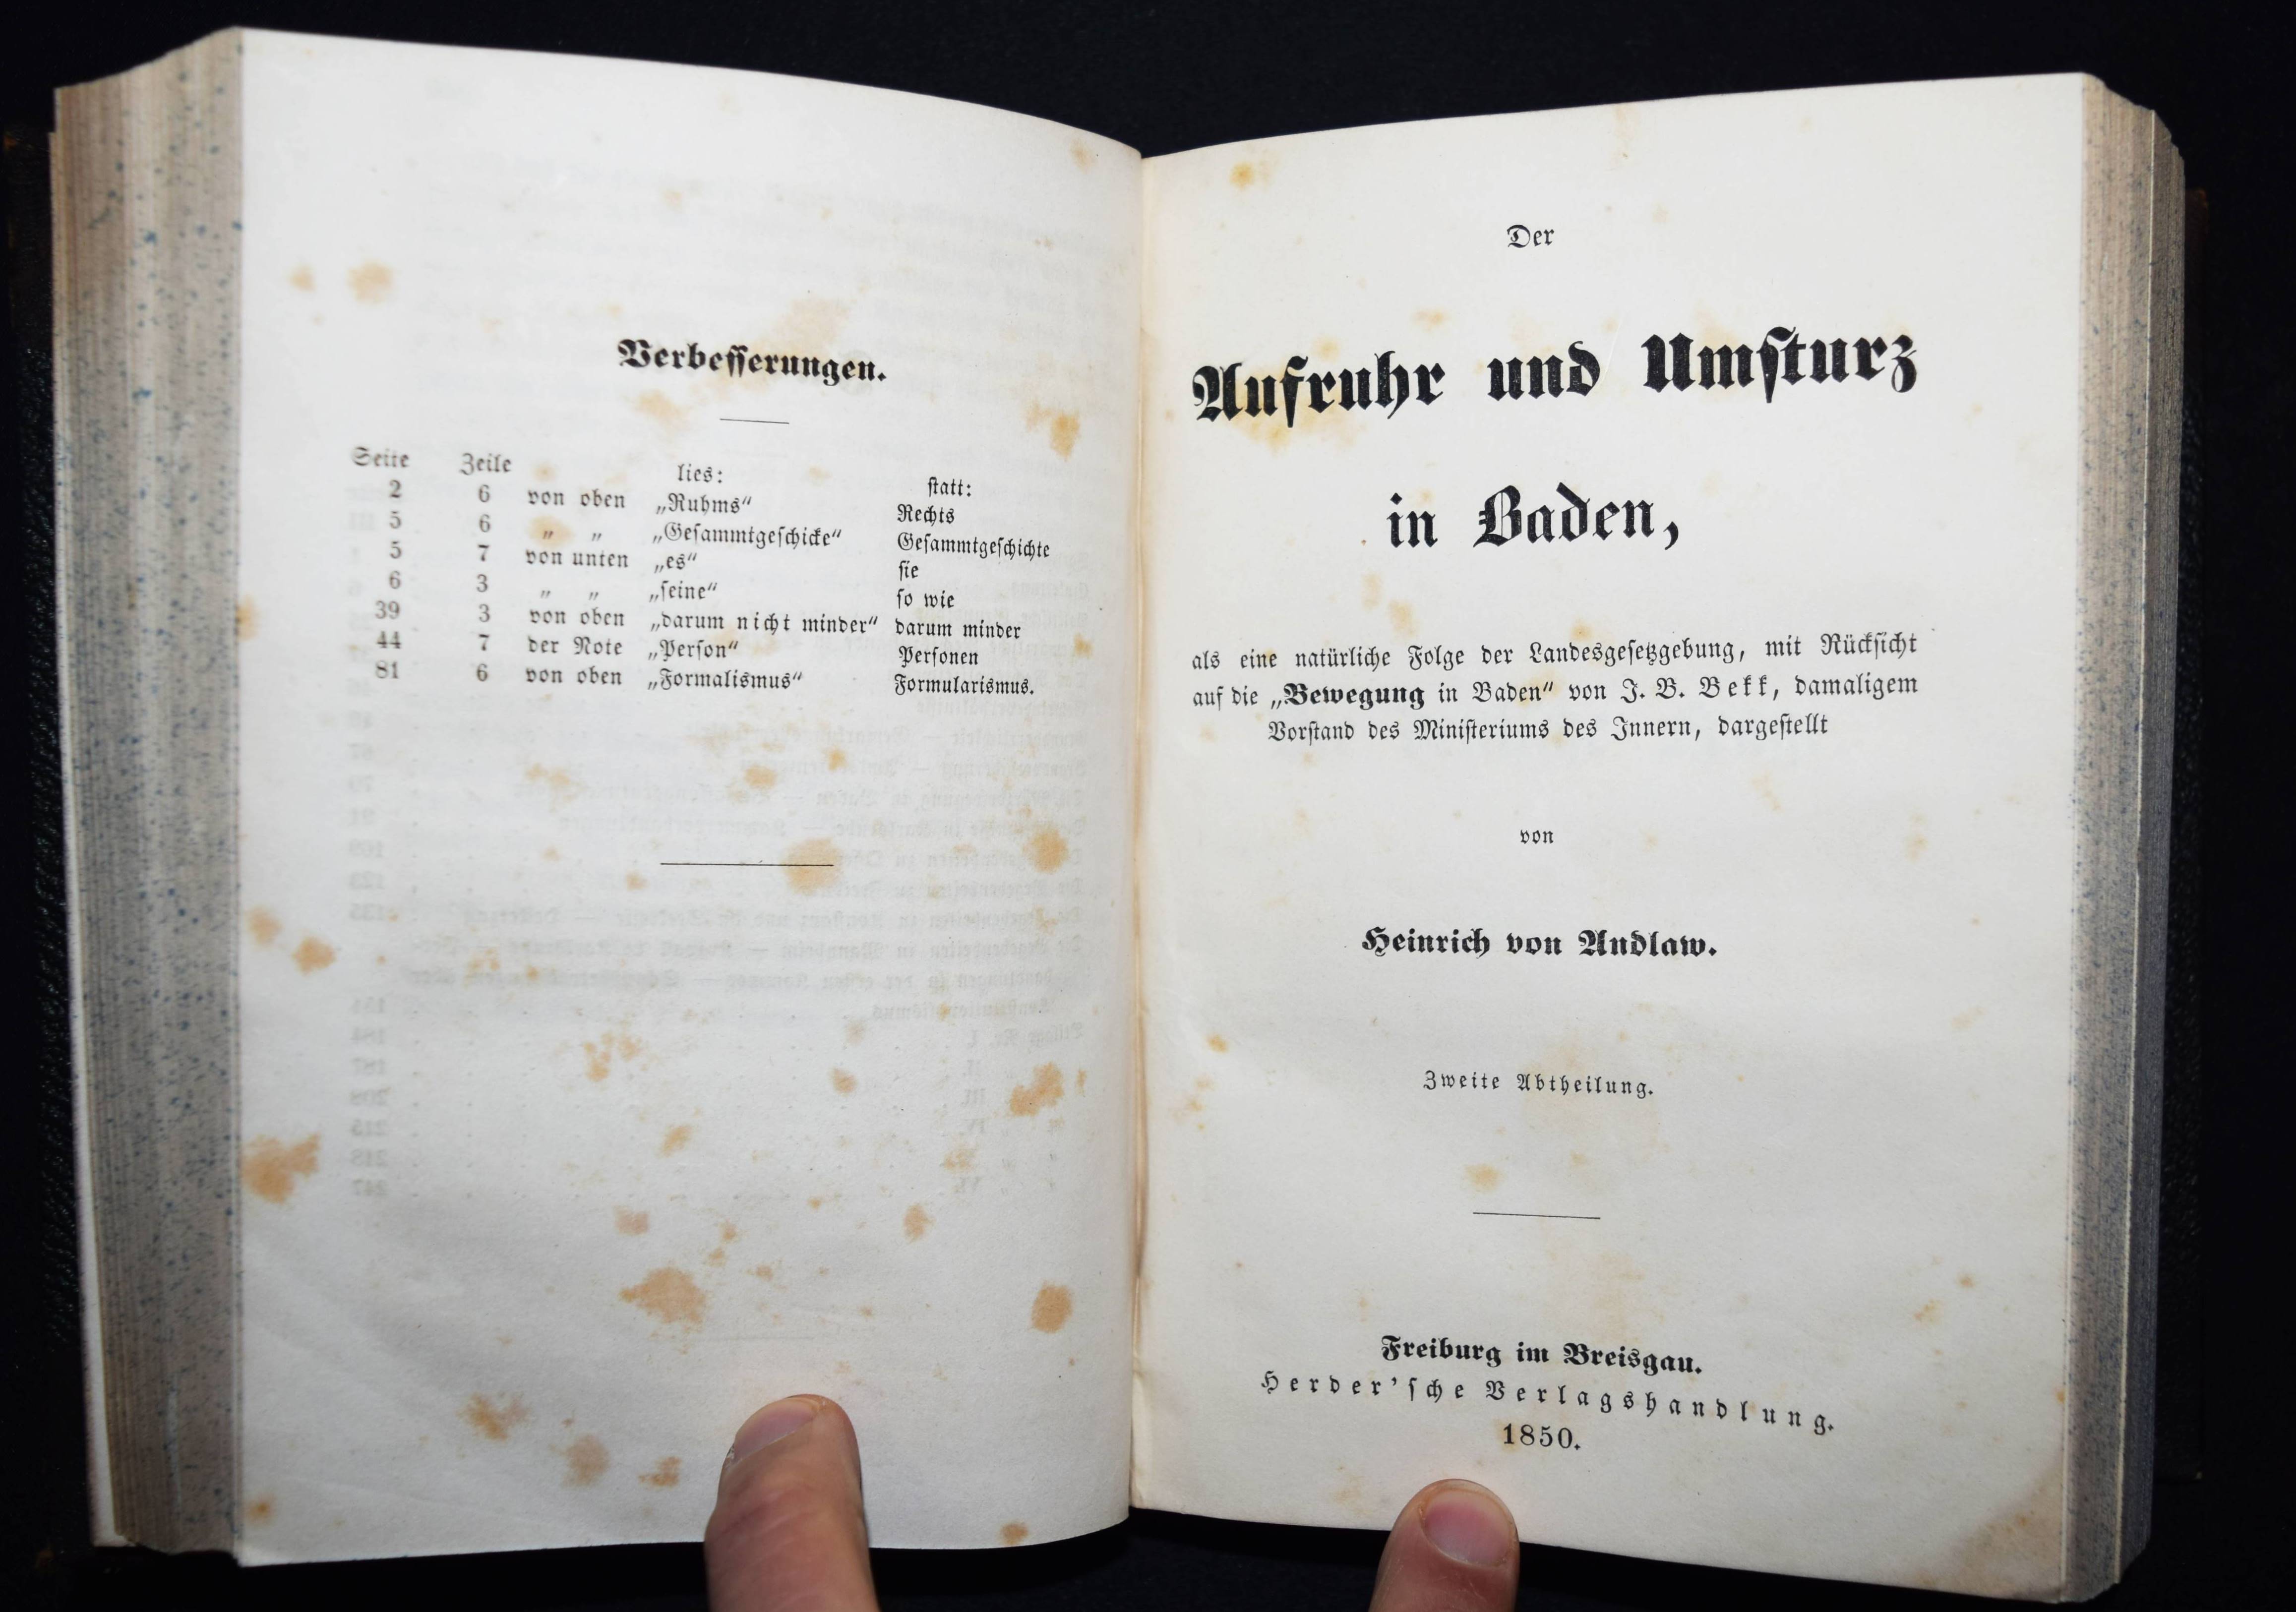 Verbesserungen.
Seite Zeile lies: statt:
2 6 von oben „Ruhms“ Rechts
5 6 „ „ „Gesammtgeschicke“ Gesammtgeschichte
5 7 von unten „es“ sie
6 3 „ „ „seine“ so wie
39 3 von oben „darum nicht minder“ darum minder
44 7 der Note „Person“ Personen
81 6 von oben „Formalismus“ Formularismus.
Der
Aufruhr und Umsturz
in Baden,
als eine natürliche Folge der Landesgesetzgebung, mit Rücksicht
auf die „Bewegung in Baden“ von J. B. Bekk, damaligem
Vorstand des Ministeriums des Innern, dargestellt
von
Heinrich von Andlaw.
Zweite Abtheilung.
Freiburg im Breisgau.
Herder'sche Verlagshandlung.
1850.